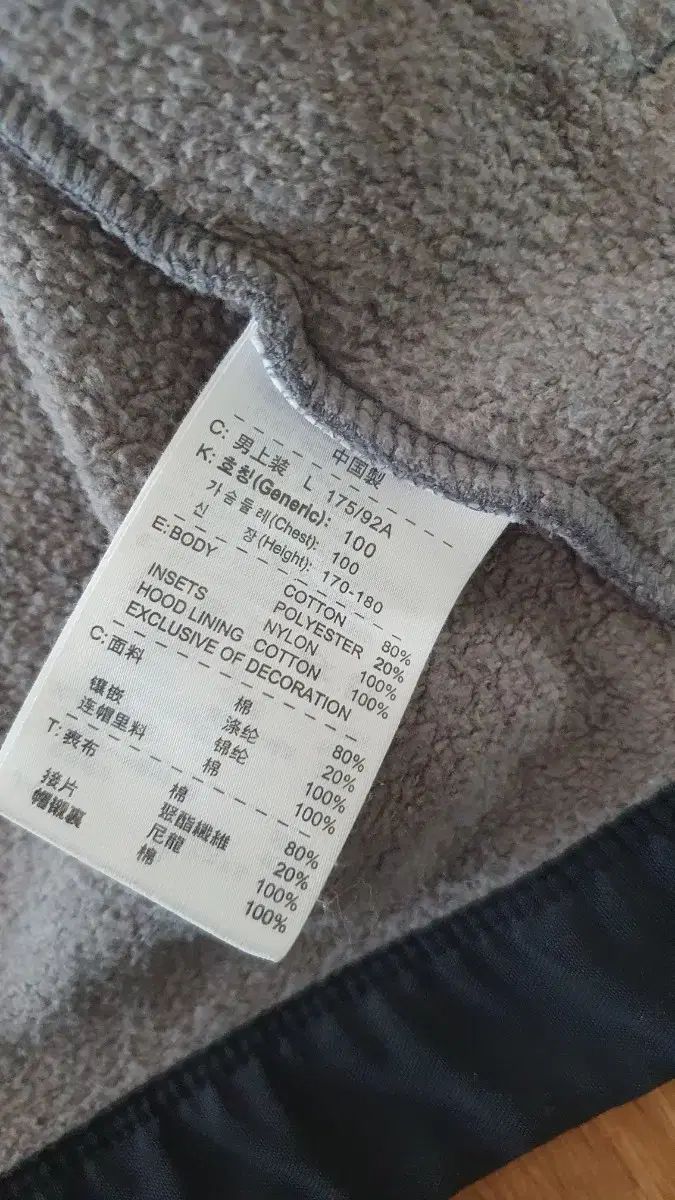 中国製
C: 男上装 L 175/92A
K: 호칭(Generic): 100
가슴둘레(Chest): 100
신 장(Height): 170-180
E: BODY COTTON 80%
POLYESTER 20%
INSETS NYLON 100%
HOOD LINING COTTON 100%
EXCLUSIVE OF DECORATION
C: 面料 棉 80%
涤纶 20%
镶嵌 锦纶 100%
连帽里料 棉 100%
T: 表布 棉 80%
聚酯纖維 20%
接片 尼龍 100%
帽襯裏 棉 100%